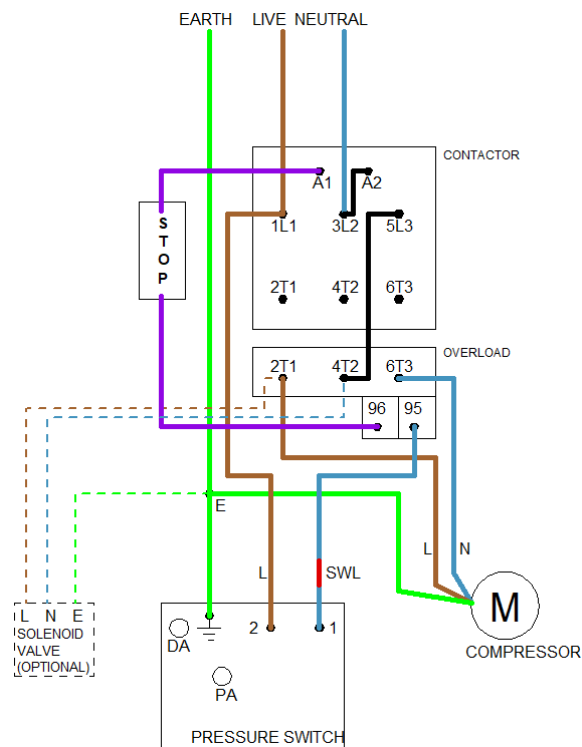 EARTH LIVE NEUTRAL
CONTACTOR
A1 A2
STOP
1L1 3L2 5L3
2T1 4T2 6T3
OVERLOAD
2T1 4T2 6T3
96 95
E
L N
L SWL
L N E
SOLENOID
VALVE
(OPTIONAL)
M
COMPRESSOR
2 1
DA
PA
PRESSURE SWITCH